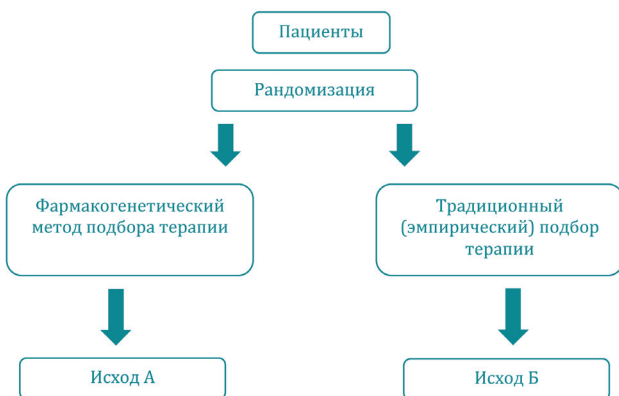 Пациенты
Рандомизация
Фармакогенетический
метод подбора терапии
Традиционный
(эмпирический) подбор
терапии
Исход А
Исход Б